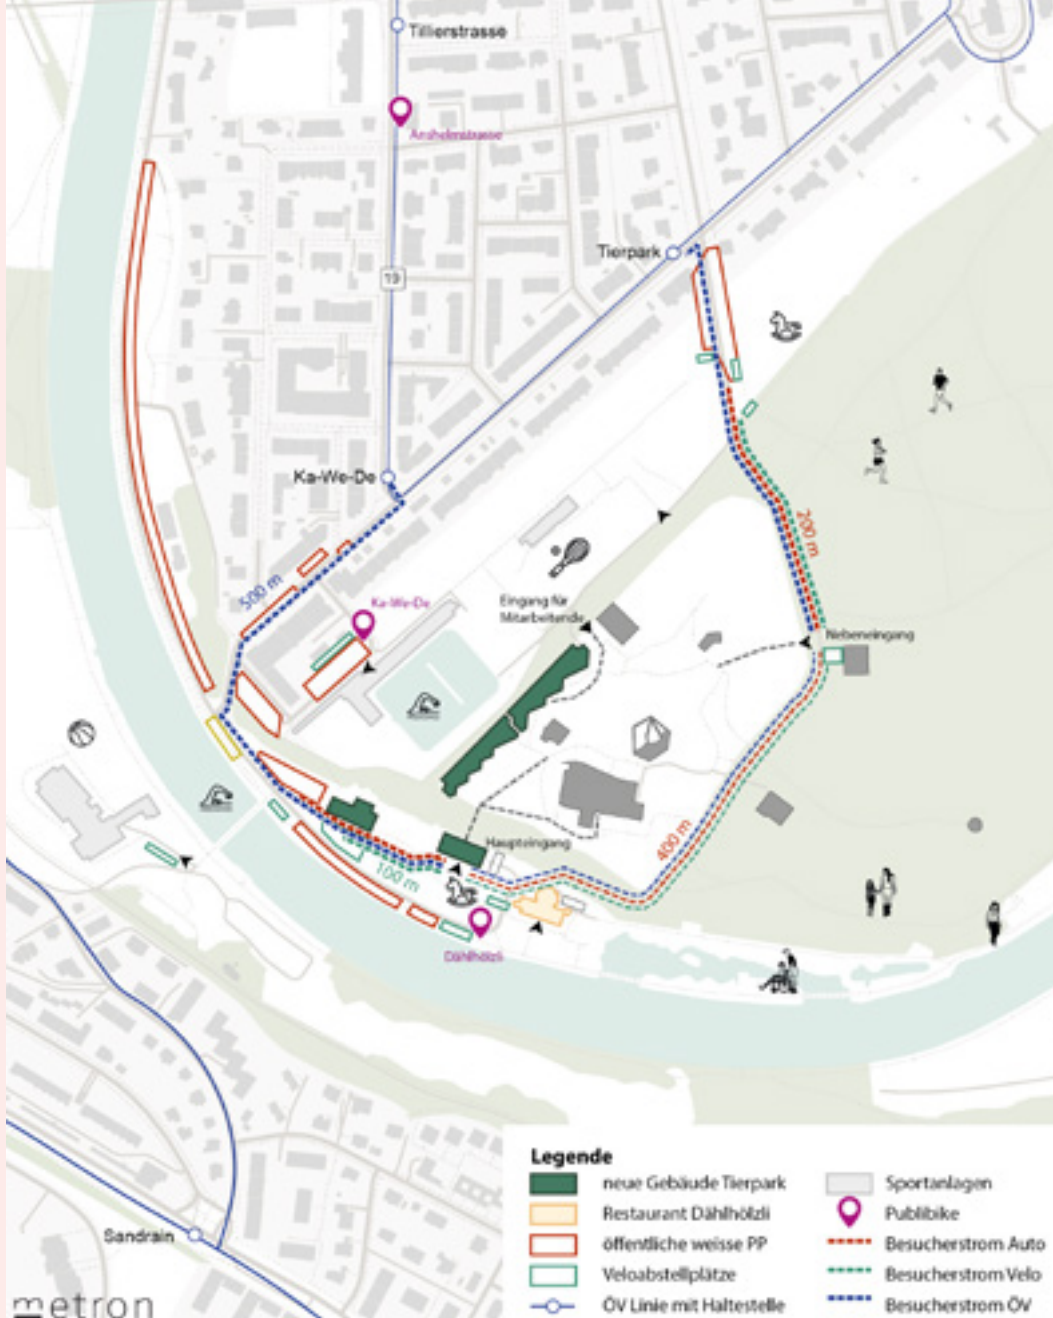 Tillierstrasse
Anshelmstrasse
Tierpark
19
Ka-We-De
500 m
Ka-We-De
Eingang für
Mitarbeitende
200 m
Nebeneingang
Haupteingang
400 m
100 m
Dählhölzli
Sandrain
metron
Legende
neue Gebäude Tierpark
Restaurant Dählhölzli
öffentliche weisse PP
Veloabstellplätze
ÖV Linie mit Haltestelle
Sportanlagen
Publibike
Besucherstrom Auto
Besucherstrom Velo
Besucherstrom ÖV